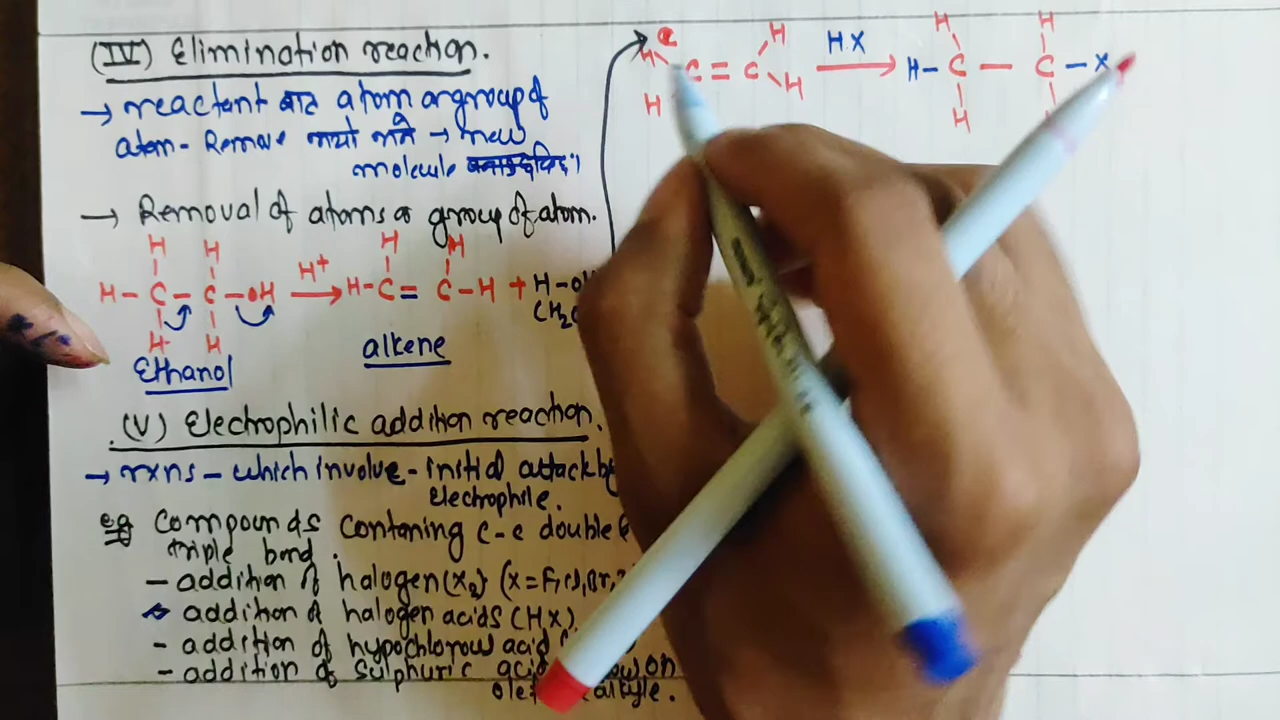 (IV) Elimination reaction.
→ reactant बाट atom or group of
atom - Remove गयो भने → new
molecule
→ Removal of atoms or group of atom.
H H H H
H - C - C - OH H+ → H - C = C - H + H - OH
H H
Ethanol
alkene
(V) Electrophilic addition reaction.
→ rxns - which involve - initial attack by
electrophile.
eg Compounds contaning c-c double
triple bond.
- addition of halogen (X2) (X = F, Cl, Br,
addition of halogen acids (HX)
- addition of hypochlorous acid
- addition of sulphuric acid
H H H H
C = C HX → H - C - C - X
H H H